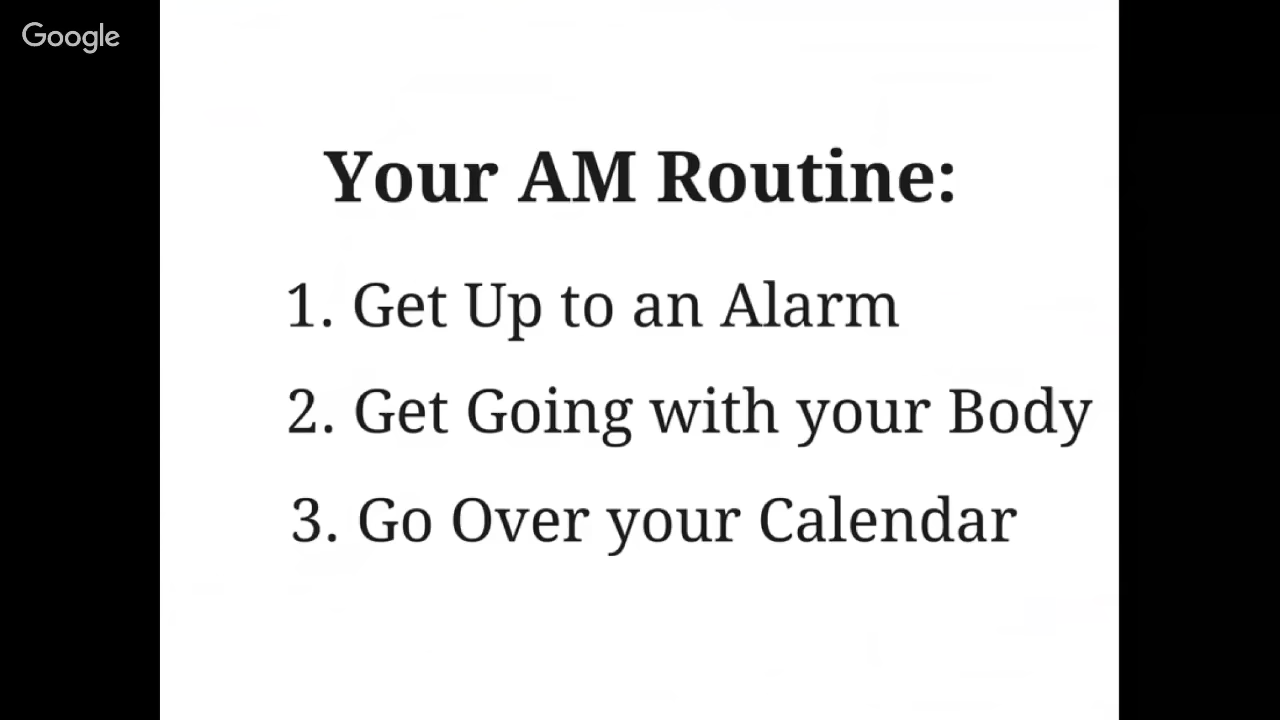 Google
Your AM Routine:
1. Get Up to an Alarm
2. Get Going with your Body
3. Go Over your Calendar